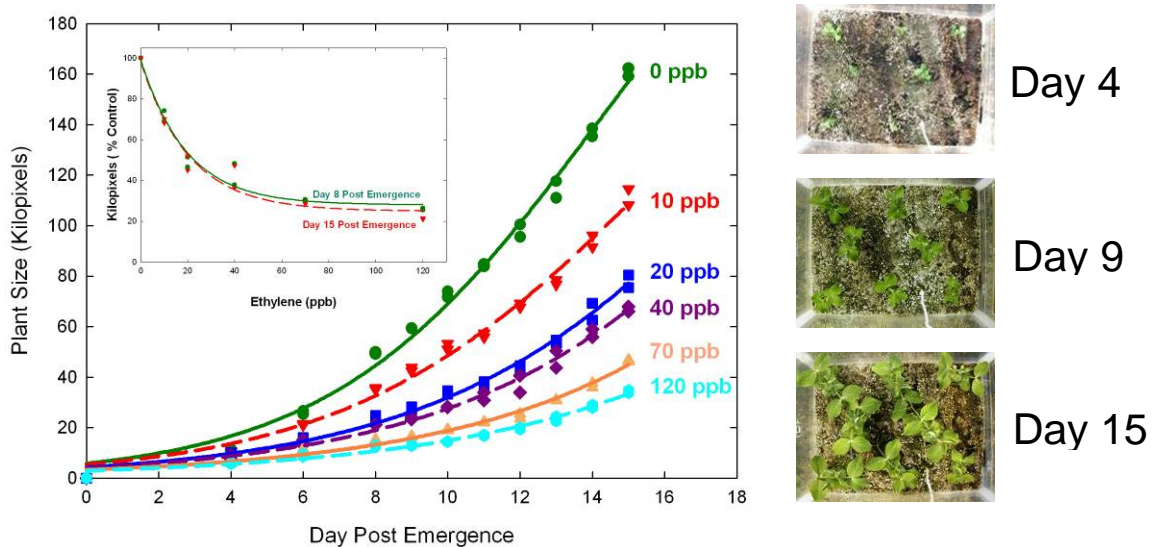 180
160
140
120
100
80
60
40
20
0
Plant Size (Kilopixels)
0 2 4 6 8 10 12 14 16 18
Day Post Emergence
100
80
60
40
20
0
Kilopixels ( % Control)
0 20 40 60 80 100 120
Ethylene (ppb)
Day 8 Post Emergence
Day 15 Post Emergence
0 ppb
10 ppb
20 ppb
40 ppb
70 ppb
120 ppb
Day 4
Day 9
Day 15